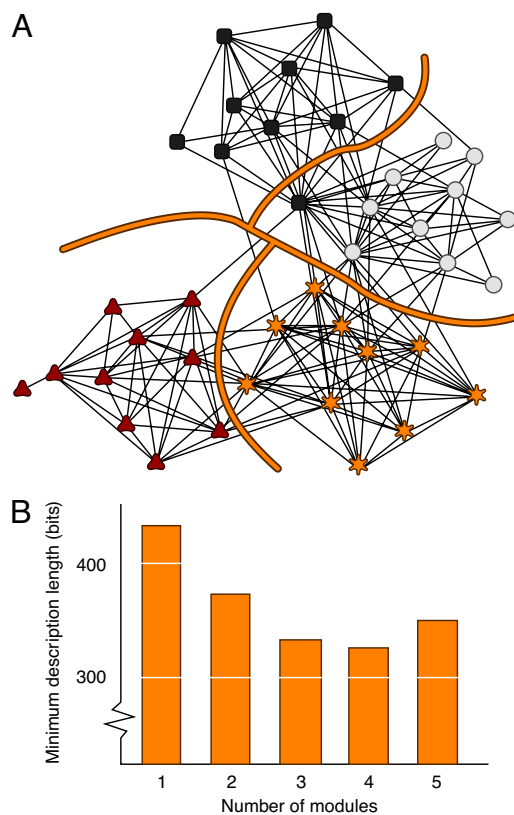 A
B
Minimum description length (bits)
400
300
1 2 3 4 5
Number of modules